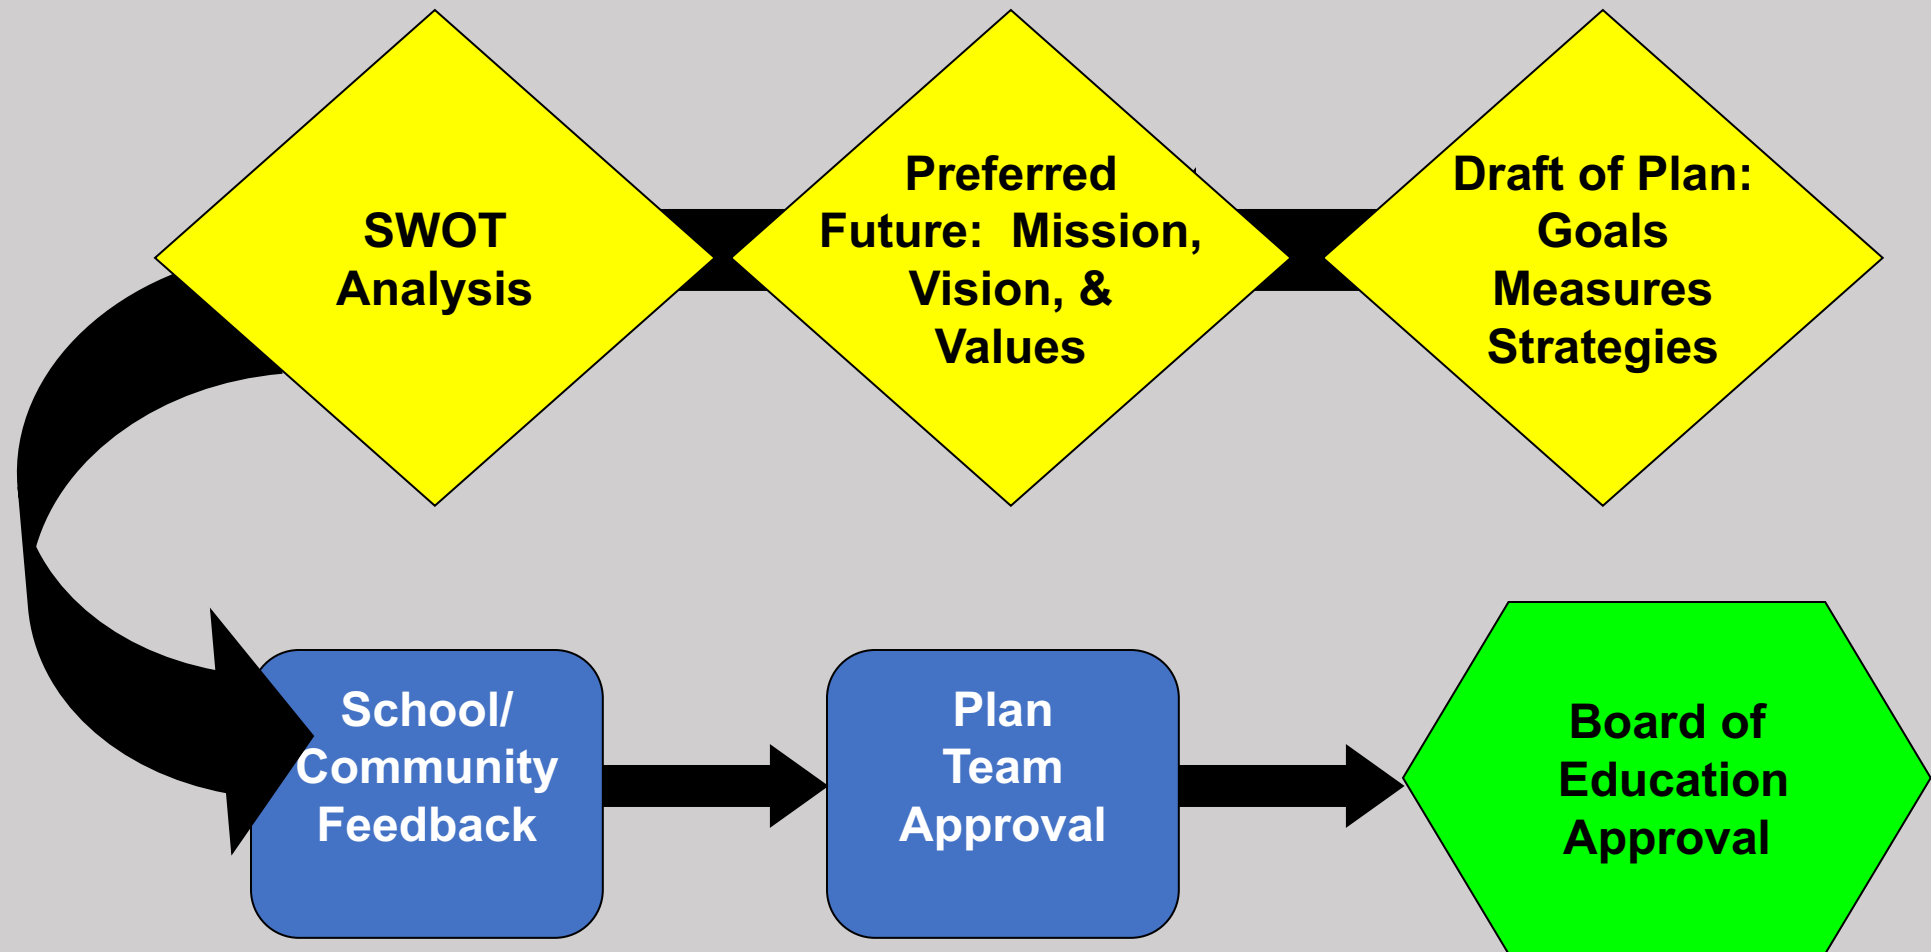 SWOT
Analysis
Preferred
Future:  Mission,
Vision, &
Values
Draft of Plan:
Goals
Measures
Strategies
School/
Community
Feedback
Plan
Team
Approval
Board of
Education
Approval